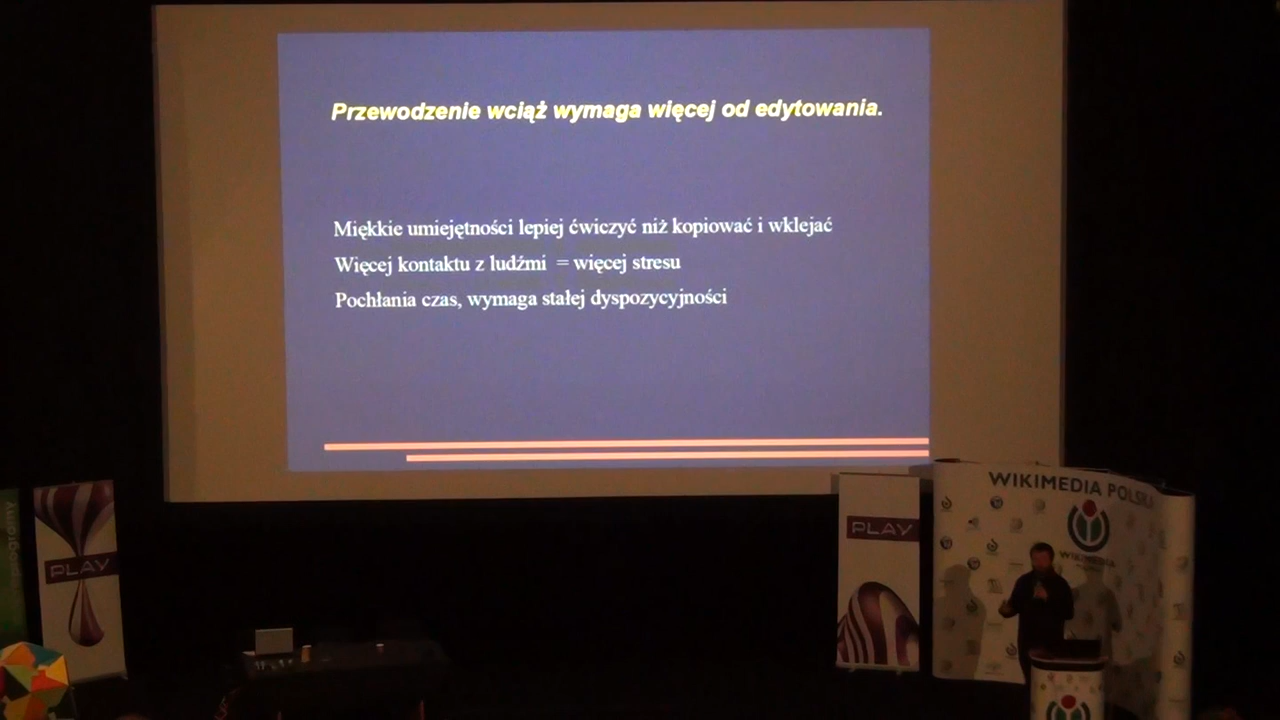 Przewodzenie wciąż wymaga więcej od edytowania.
Miękkie umiejętności lepiej ćwiczyć niż kopiować i wklejać
Więcej kontaktu z ludźmi = więcej stresu
Pochłania czas, wymaga stałej dyspozycyjności
WIKIMEDIA POLSKA
PLAY
PLAY
WIKIMEDIA